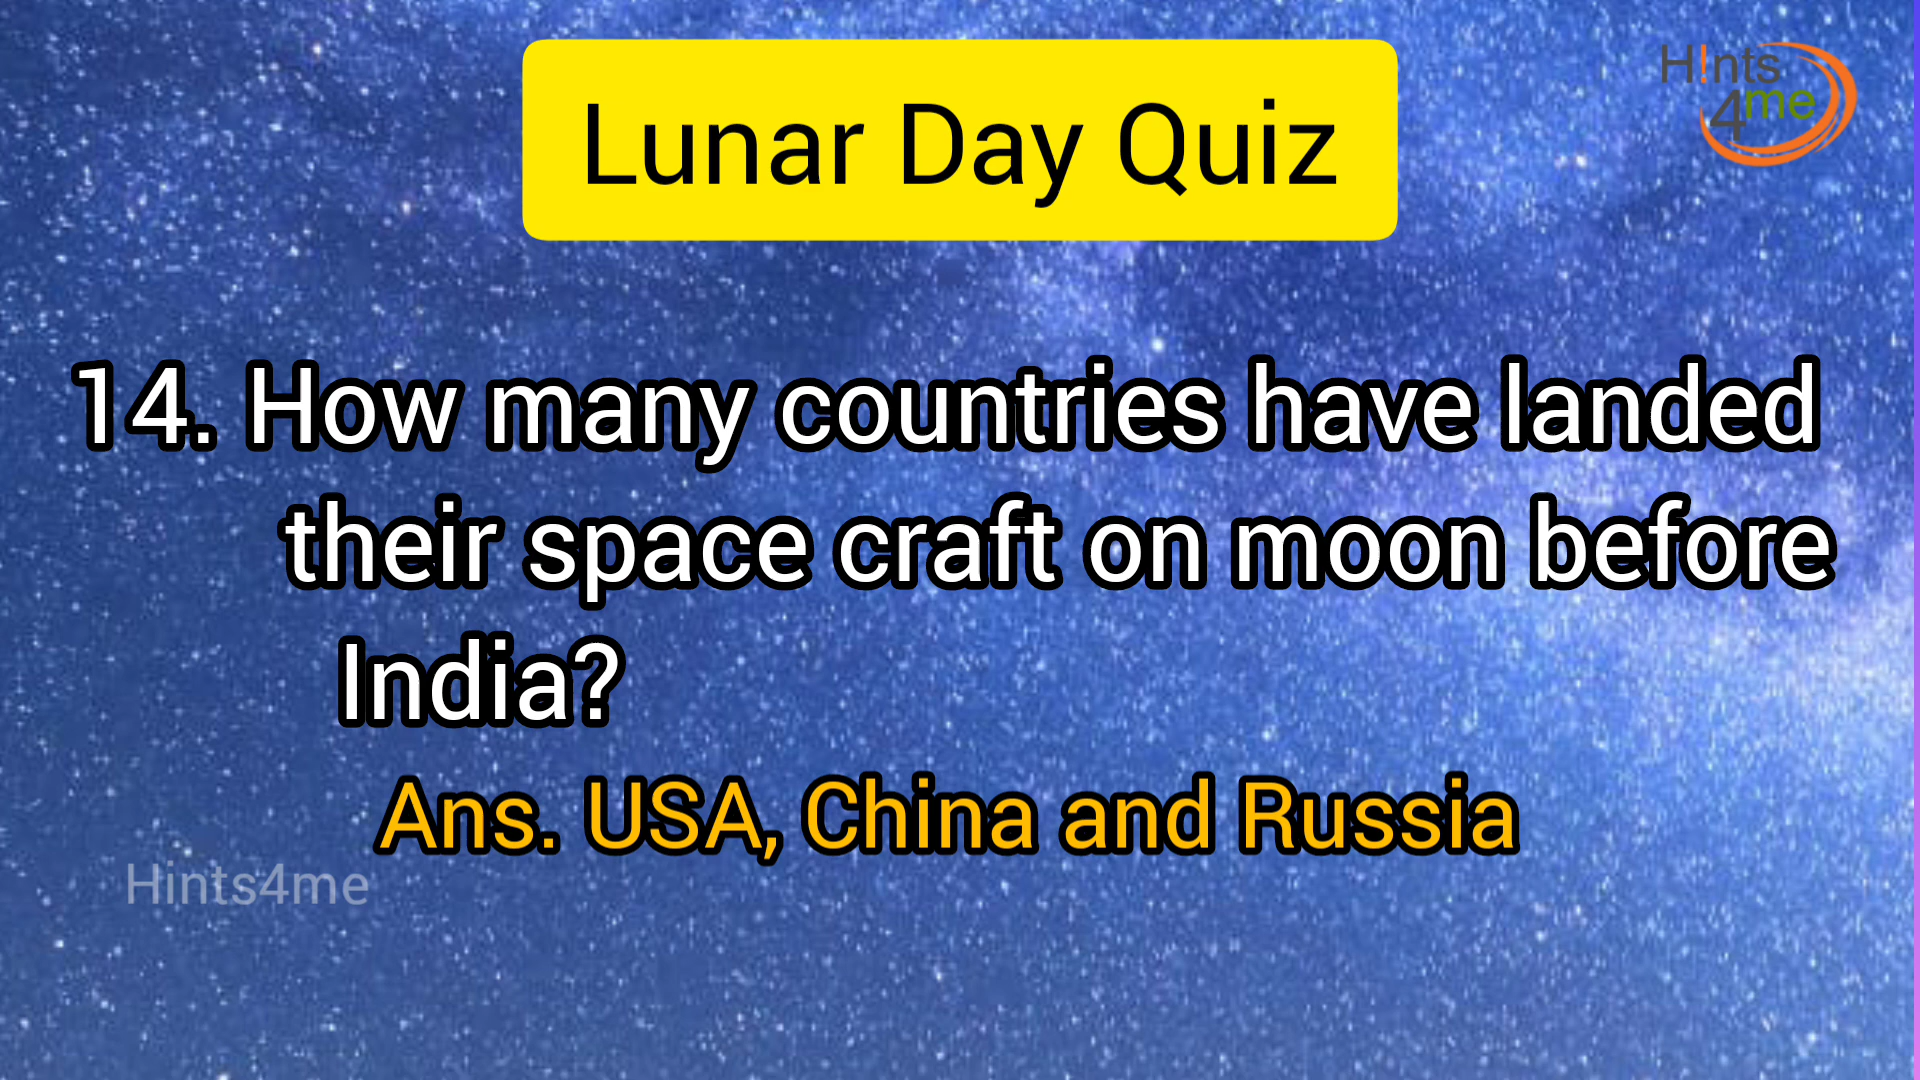 Lunar Day Quiz
H!nts
4me
14. How many countries have landed
their space craft on moon before
India?
Ans. USA, China and Russia
Hints4me